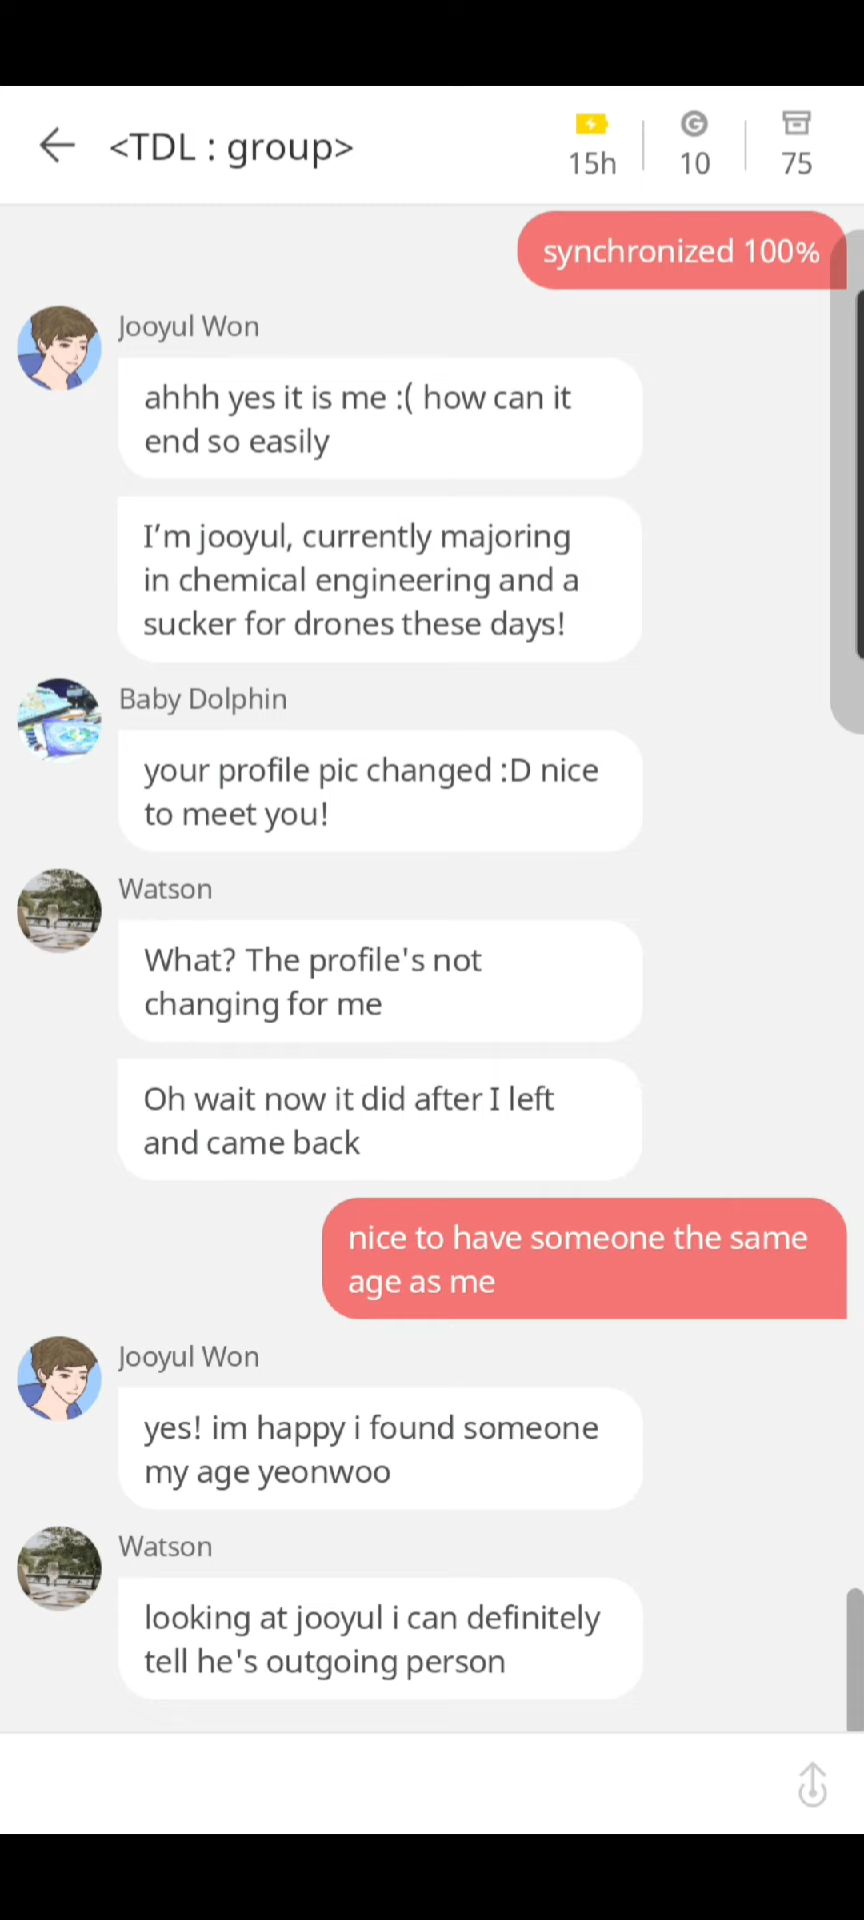 <TDL : group>
15h
10
75
synchronized 100%
Jooyul Won
ahhh yes it is me :( how can it
end so easily
I'm jooyul, currently majoring
in chemical engineering and a
sucker for drones these days!
Baby Dolphin
your profile pic changed :D nice
to meet you!
Watson
What? The profile's not
changing for me
Oh wait now it did after I left
and came back
nice to have someone the same
age as me
Jooyul Won
yes! im happy i found someone
my age yeonwoo
Watson
looking at jooyul i can definitely
tell he's outgoing person